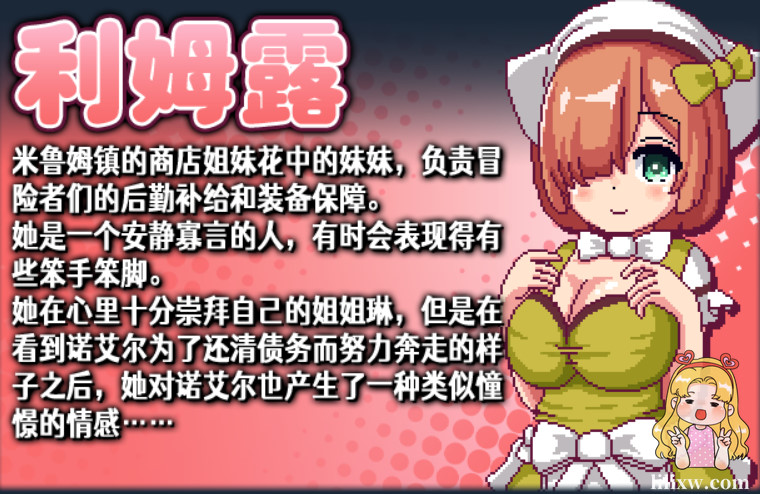 利姆露
米鲁姆镇的商店姐妹花中的妹妹，负责冒
险者们的后勤补给和装备保障。
她是一个安静寡言的人，有时会表现得有
些笨手笨脚。
她在心里十分崇拜自己的姐姐琳，但是在
看到诺艾尔为了还清债务而努力奔走的样
子之后，她对诺艾尔也产生了一种类似憧
憬的情感……